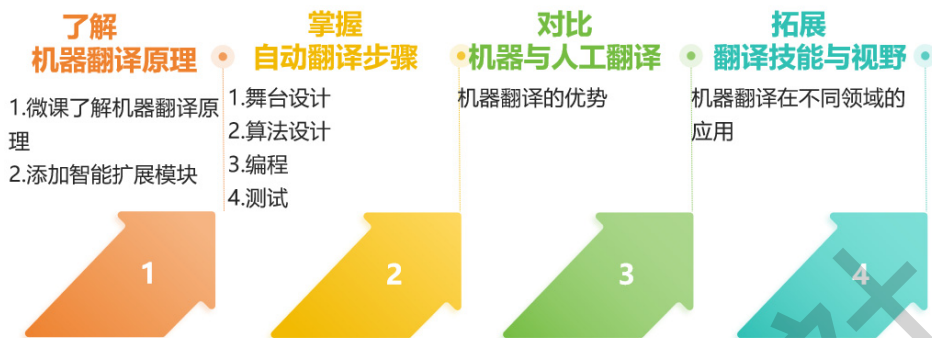 了解
机器翻译原理
1.微课了解机器翻译原
理
2.添加智能扩展模块
1
掌握
自动翻译步骤
1.舞台设计
2.算法设计
3.编程
4.测试
2
对比
机器与人工翻译
机器翻译的优势
3
拓展
翻译技能与视野
机器翻译在不同领域的
应用
4